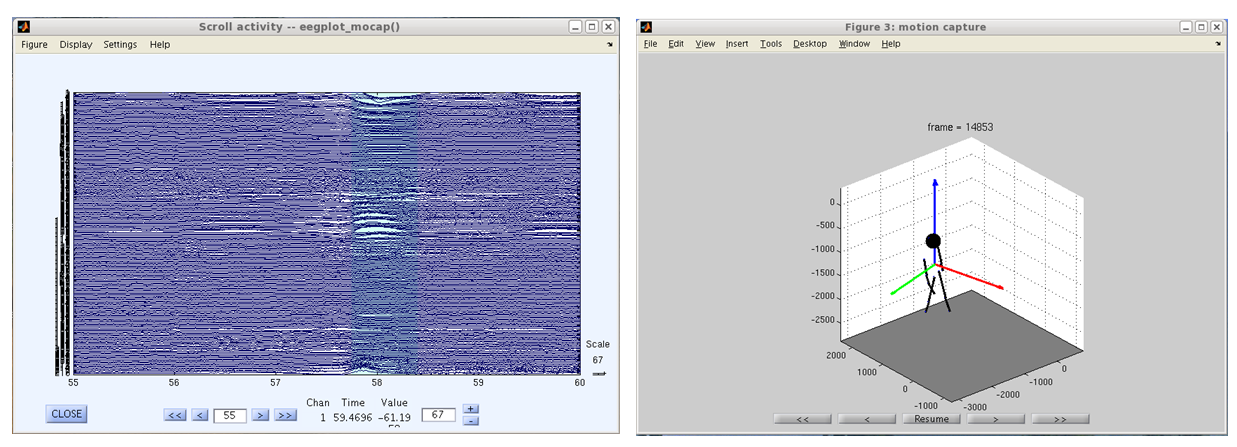 Scroll activity -- eegplot_mocap()
Figure Display Settings Help
Scale
67
55 56 57 58 59 60
CLOSE
<< < 55 > >>
Chan Time Value
1 59.4696 -61.19
67
+
-
Figure 3: motion capture
File Edit View Insert Tools Desktop Window Help
frame = 14853
0
-500
-1000
-1500
-2000
-2500
2000
1000
0
-1000
0
-1000
-2000
-3000
<< < Resume > >>